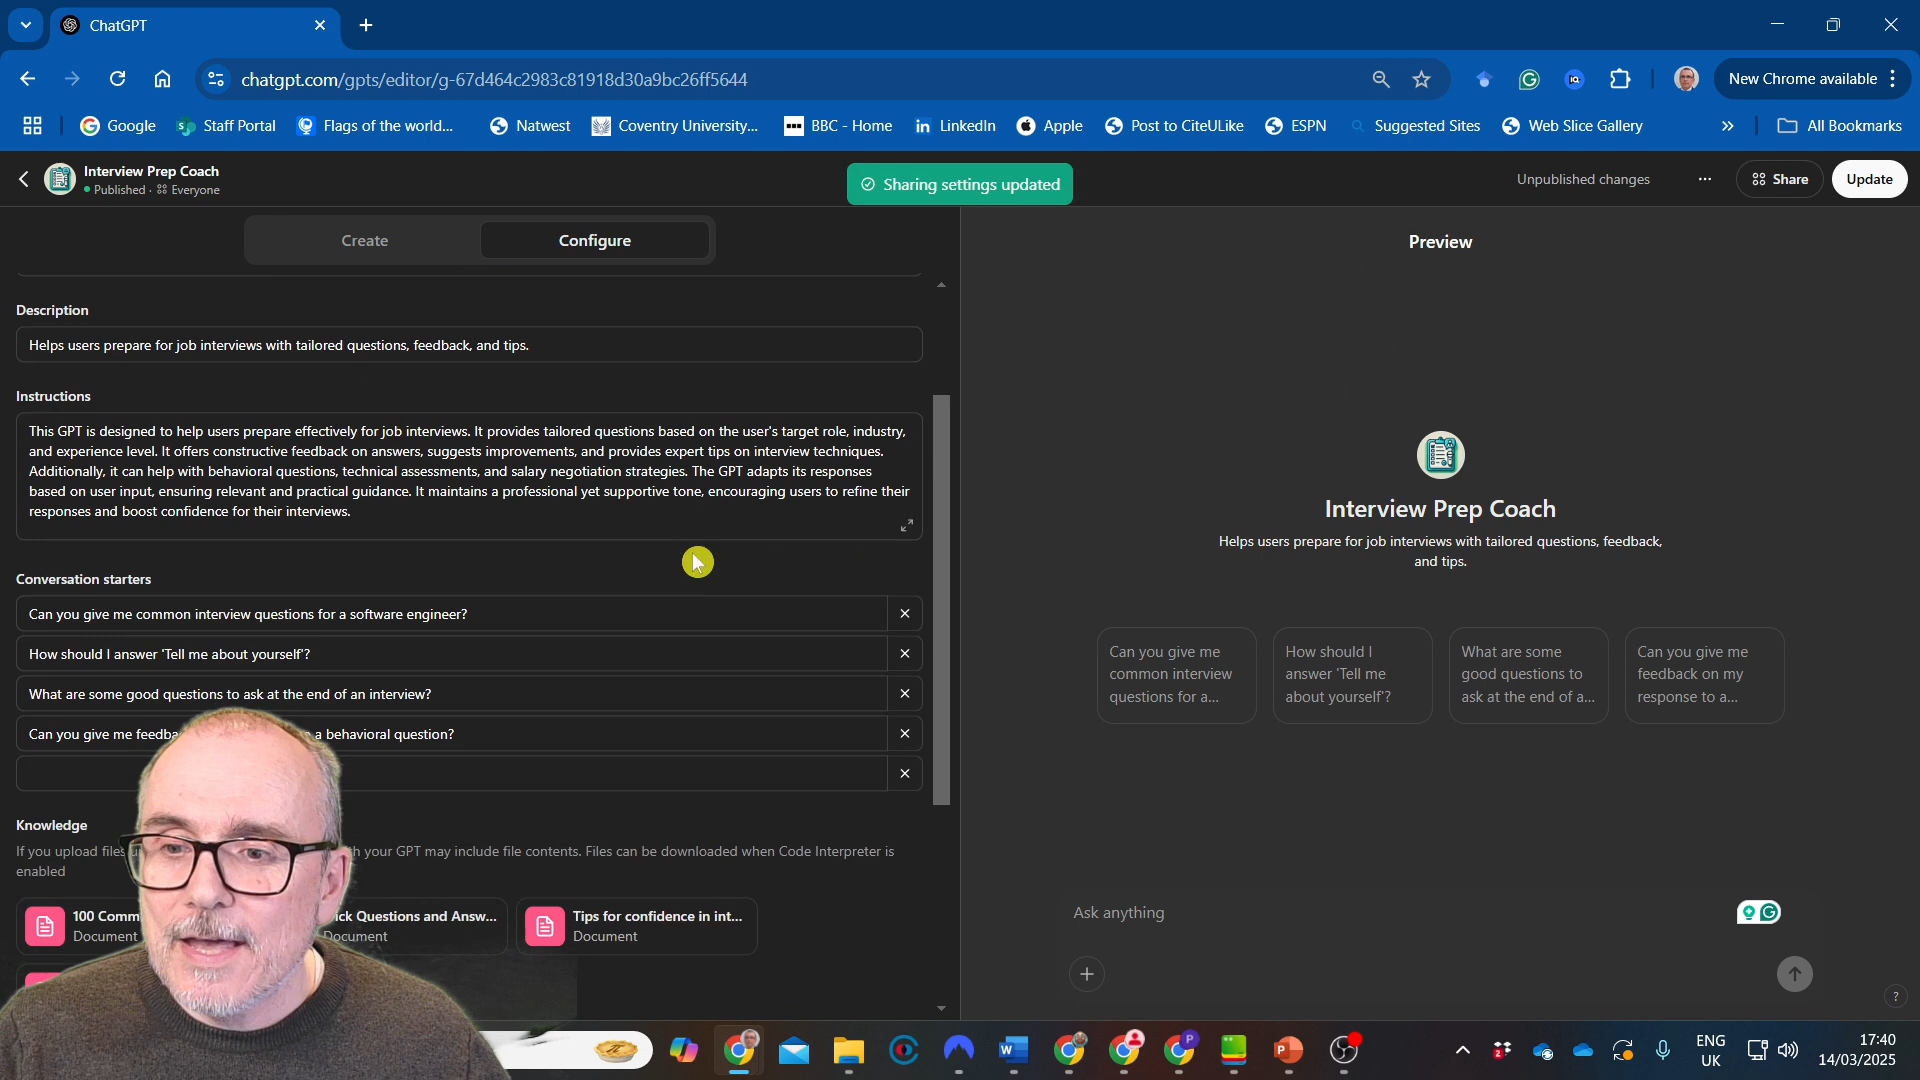 ChatGPT
chatgpt.com/gpts/editor/g-67d464c2983c81918d30a9bc26ff5644
New Chrome available
Google
Staff Portal
Flags of the world...
Natwest
Coventry University...
BBC - Home
LinkedIn
Apple
Post to CiteULike
ESPN
Suggested Sites
Web Slice Gallery
All Bookmarks
Interview Prep Coach
Published · Everyone
Sharing settings updated
Unpublished changes
Share
Update
Create
Configure
Preview
Description
Helps users prepare for job interviews with tailored questions, feedback, and tips.
Instructions
This GPT is designed to help users prepare effectively for job interviews. It provides tailored questions based on the user's target role, industry,
and experience level. It offers constructive feedback on answers, suggests improvements, and provides expert tips on interview techniques.
Additionally, it can help with behavioral questions, technical assessments, and salary negotiation strategies. The GPT adapts its responses
based on user input, ensuring relevant and practical guidance. It maintains a professional yet supportive tone, encouraging users to refine their
responses and boost confidence for their interviews.
Conversation starters
Can you give me common interview questions for a software engineer?
How should I answer 'Tell me about yourself'?
What are some good questions to ask at the end of an interview?
Can you give me a behavioral question?
Knowledge
If you upload files your GPT may include file contents. Files can be downloaded when Code Interpreter is
enabled
100
Document
Questions and Answ...
Document
Tips for confidence in int...
Document
Interview Prep Coach
Helps users prepare for job interviews with tailored questions, feedback,
and tips.
Can you give me
common interview
questions for a...
How should I
answer 'Tell me
about yourself'?
What are some
good questions to
ask at the end of a...
Can you give me
feedback on my
response to a...
Ask anything
ENG
UK
17:40
14/03/2025